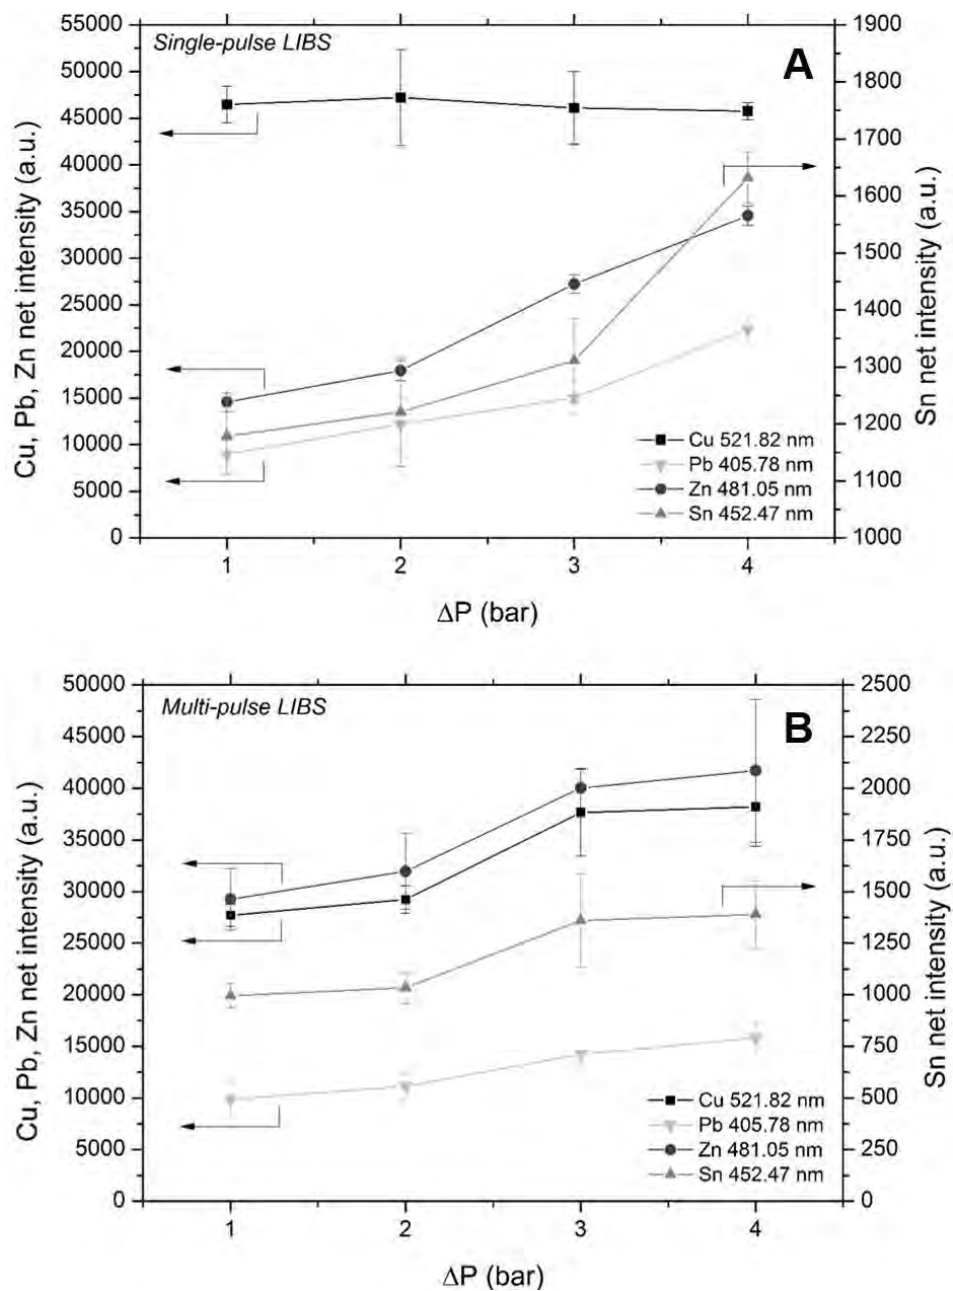 Single-pulse LIBS
A
55000
50000
45000
40000
35000
30000
25000
20000
15000
10000
5000
0
Cu, Pb, Zn net intensity (a.u.)
1900
1800
1700
1600
1500
1400
1300
1200
1100
1000
Sn net intensity (a.u.)
Cu 521.82 nm
Pb 405.78 nm
Zn 481.05 nm
Sn 452.47 nm
1 2 3 4
ΔP (bar)
Multi-pulse LIBS
B
50000
45000
40000
35000
30000
25000
20000
15000
10000
5000
0
Cu, Pb, Zn net intensity (a.u.)
2500
2250
2000
1750
1500
1250
1000
750
500
250
0
Sn net intensity (a.u.)
Cu 521.82 nm
Pb 405.78 nm
Zn 481.05 nm
Sn 452.47 nm
1 2 3 4
ΔP (bar)